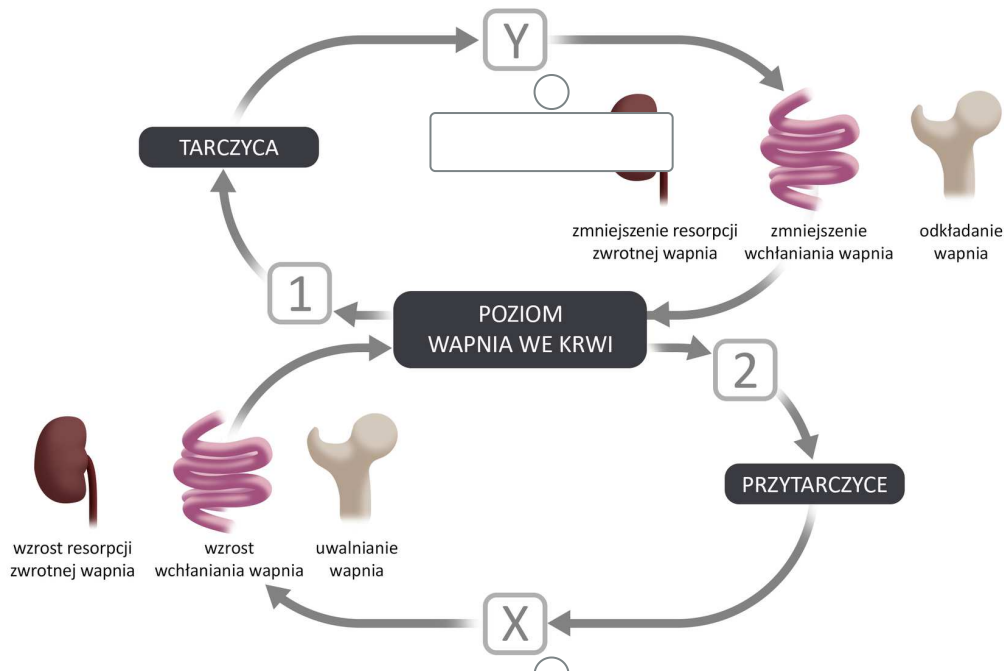 Y
TARCZYCA
zmniejszenie resorpcji
zwrotnej wapnia
zmniejszenie
wchłaniania wapnia
odkładanie
wapnia
1
POZIOM
WAPNIA WE KRWI
2
PRZYTARCZYCE
wzrost resorpcji
zwrotnej wapnia
wzrost
wchłaniania wapnia
uwalnianie
wapnia
X